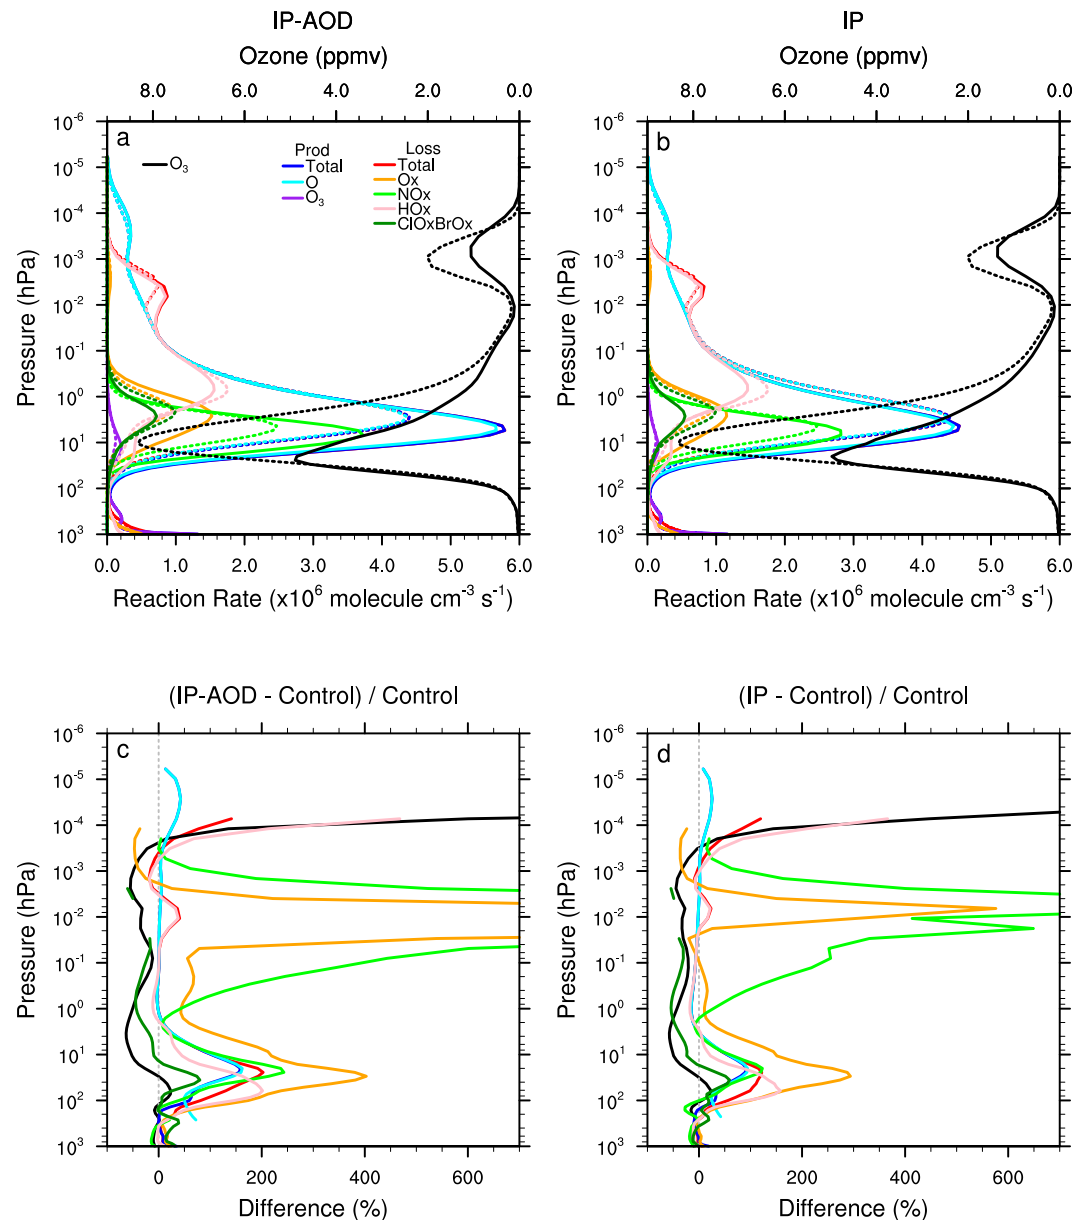 IP-AOD
Ozone (ppmv)
8.0 6.0 4.0 2.0 0.0
IP
Ozone (ppmv)
8.0 6.0 4.0 2.0 0.0
a
O₃
Prod
Total
O
O₃
Loss
Total
Ox
NOx
HOx
ClOxBrOx
Pressure (hPa)
10⁻⁶
10⁻⁵
10⁻⁴
10⁻³
10⁻²
10⁻¹
10⁰
10¹
10²
10³
0.0 1.0 2.0 3.0 4.0 5.0 6.0
Reaction Rate (x10⁶ molecule cm⁻³ s⁻¹)
b
Pressure (hPa)
10⁻⁶
10⁻⁵
10⁻⁴
10⁻³
10⁻²
10⁻¹
10⁰
10¹
10²
10³
0.0 1.0 2.0 3.0 4.0 5.0 6.0
Reaction Rate (x10⁶ molecule cm⁻³ s⁻¹)
(IP-AOD - Control) / Control
c
Pressure (hPa)
10⁻⁶
10⁻⁵
10⁻⁴
10⁻³
10⁻²
10⁻¹
10⁰
10¹
10²
10³
0 200 400 600
Difference (%)
(IP - Control) / Control
d
Pressure (hPa)
10⁻⁶
10⁻⁵
10⁻⁴
10⁻³
10⁻²
10⁻¹
10⁰
10¹
10²
10³
0 200 400 600
Difference (%)